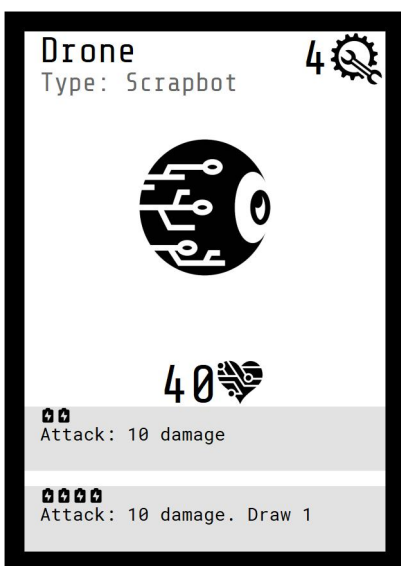 Drone
4
Type: Scrapbot
40
Attack: 10 damage
Attack: 10 damage. Draw 1